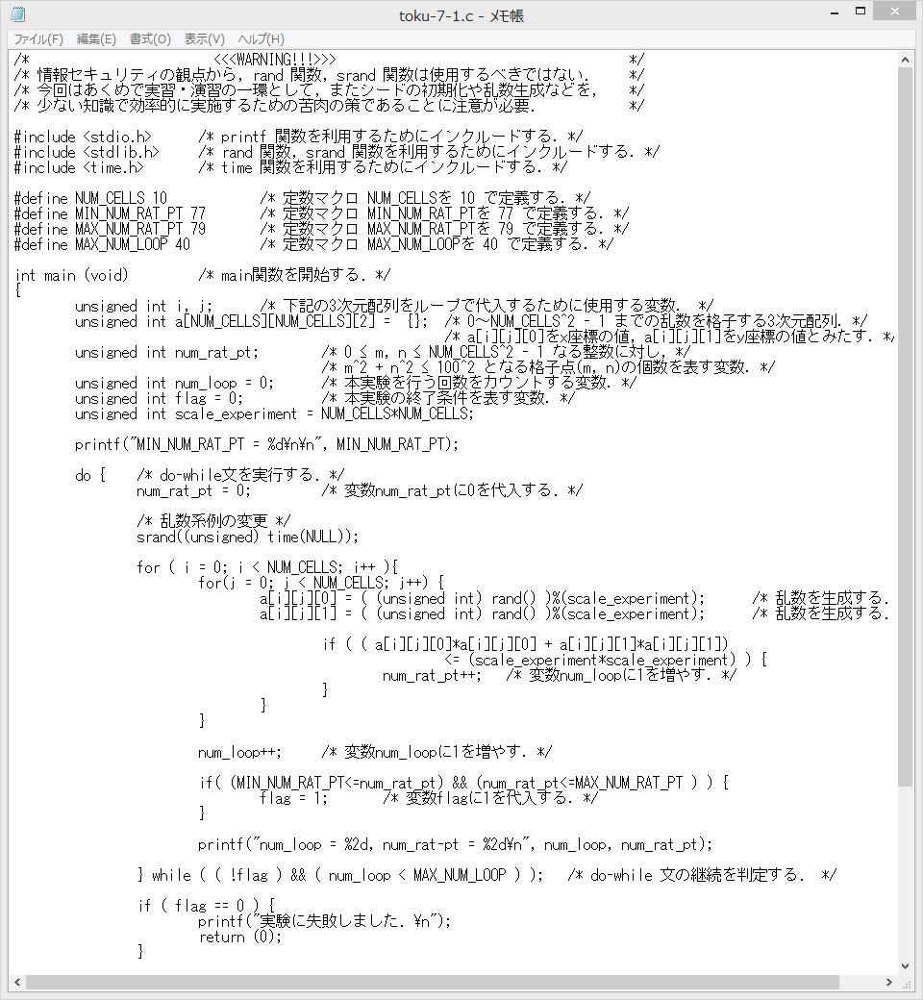 toku-7-1.c - メモ帳
ファイル(F) 編集(E) 書式(O) 表示(V) ヘルプ(H)
/* <<<WARNING!!!>>> */
/* 情報セキュリティの観点から，rand 関数，srand 関数は使用するべきではない． */
/* 今回はあくめで実習・演習の一環として，またシードの初期化や乱数生成などを， */
/* 少ない知識で効率的に実施するための苦肉の策であることに注意が必要． */
#include <stdio.h> /* printf 関数を利用するためにインクルードする．*/
#include <stdlib.h> /* rand 関数，srand 関数を利用するためにインクルードする．*/
#include <time.h> /* time 関数を利用するためにインクルードする．*/
#define NUM_CELLS 10 /* 定数マクロ NUM_CELLSを 10 で定義する．*/
#define MIN_NUM_RAT_PT 77 /* 定数マクロ MIN_NUM_RAT_PTを 77 で定義する．*/
#define MAX_NUM_RAT_PT 79 /* 定数マクロ MAX_NUM_RAT_PTを 79 で定義する．*/
#define MAX_NUM_LOOP 40 /* 定数マクロ MAX_NUM_LOOPを 40 で定義する．*/
int main (void) /* main関数を開始する．*/
{
unsigned int i, j; /* 下記の3次元配列をループで代入するために使用する変数． */
unsigned int a[NUM_CELLS][NUM_CELLS][2] = {}; /* 0～NUM_CELLS^2 - 1 までの乱数を格子する3次元配列．*/
/* a[i][j][0]をx座標の値，a[i][j][1]をy座標の値とみたす．*/
unsigned int num_rat_pt; /* 0 ≤ m, n ≤ NUM_CELLS^2 - 1 なる整数に対し，*/
/* m^2 + n^2 ≤ 100^2 となる格子点(m, n)の個数を表す変数．*/
unsigned int num_loop = 0; /* 本実験を行う回数をカウントする変数．*/
unsigned int flag = 0; /* 本実験の終了条件を表す変数．*/
unsigned int scale_experiment = NUM_CELLS*NUM_CELLS;
printf("MIN_NUM_RAT_PT = %d¥n¥n", MIN_NUM_RAT_PT);
do { /* do-while文を実行する．*/
num_rat_pt = 0; /* 変数num_rat_ptに0を代入する．*/
/* 乱数系例の変更 */
srand((unsigned) time(NULL));
for ( i = 0; i < NUM_CELLS; i++ ){
for(j = 0; j < NUM_CELLS; j++) {
a[i][j][0] = ( (unsigned int) rand() )%(scale_experiment); /* 乱数を生成する．
a[i][j][1] = ( (unsigned int) rand() )%(scale_experiment); /* 乱数を生成する．
if ( ( a[i][j][0]*a[i][j][0] + a[i][j][1]*a[i][j][1])
<= (scale_experiment*scale_experiment) ) {
num_rat_pt++; /* 変数num_loopに1を増やす．*/
}
}
}
num_loop++; /* 変数num_loopに1を増やす．*/
if( (MIN_NUM_RAT_PT<=num_rat_pt) && (num_rat_pt<=MAX_NUM_RAT_PT ) ) {
flag = 1; /* 変数flagに1を代入する．*/
}
printf("num_loop = %2d, num_rat-pt = %2d¥n", num_loop, num_rat_pt);
} while ( ( !flag ) && ( num_loop < MAX_NUM_LOOP ) ); /* do-while 文の継続を判定する． */
if ( flag == 0 ) {
printf("実験に失敗しました．¥n");
return (0);
}